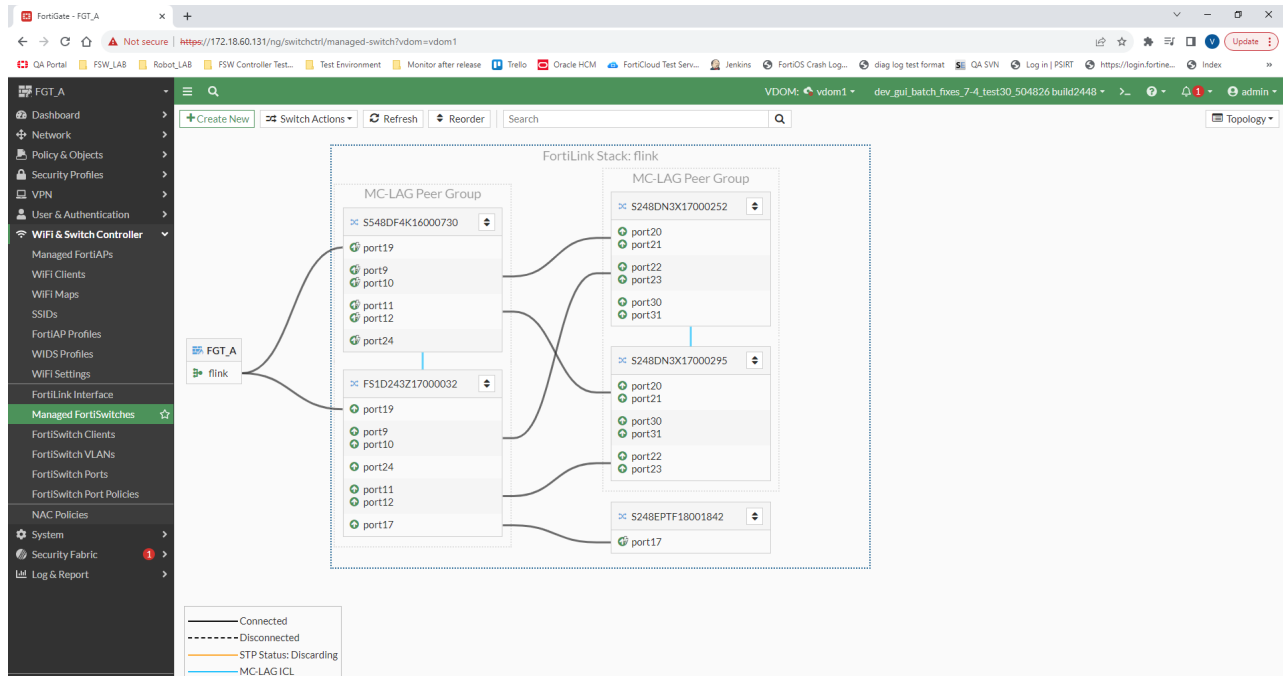 FortiGate - FGT_A
Not secure | https://172.18.60.131/ng/switchctrl/managed-switch?vdom=vdom1
Update
QA Portal FSW_LAB Robot_LAB FSW Controller Test... Test Environment Monitor after release Trello Oracle HCM FortiCloud Test Serv... Jenkins FortiOS Crash Log... diag log test format QA SVN Log in | PSIRT https://login.fortine... Index »
FGT_A
VDOM: vdom1 dev_gui_batch_fixes_7-4_test30_504826 build2448 >_ ? 1 admin
Dashboard
Network
Policy & Objects
Security Profiles
VPN
User & Authentication
WiFi & Switch Controller
Managed FortiAPs
WiFi Clients
WiFi Maps
SSIDs
FortiAP Profiles
WIDS Profiles
WiFi Settings
FortiLink Interface
Managed FortiSwitches
FortiSwitch Clients
FortiSwitch VLANs
FortiSwitch Ports
FortiSwitch Port Policies
NAC Policies
System
Security Fabric 1
Log & Report
+ Create New Switch Actions Refresh Reorder Search Topology
FortiLink Stack: flink
FGT_A
flink
MC-LAG Peer Group
S548DF4K16000730
port19
port9
port10
port11
port12
port24
FS1D243Z17000032
port19
port9
port10
port24
port11
port12
port17
MC-LAG Peer Group
S248DN3X17000252
port20
port21
port22
port23
port30
port31
S248DN3X17000295
port20
port21
port30
port31
port22
port23
S248EPTF18001842
port17
Connected
Disconnected
STP Status: Discarding
MC-LAG ICL